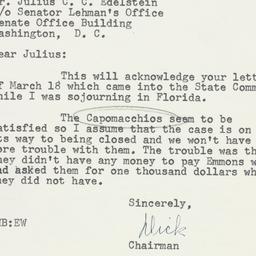 r. Julius C. C. Edelstein
/o Senator Lehman's Office
enate Office Building
ashington, D. C.
ear Julius:
This will acknowledge your lett
f March 18 which came into the State Comm
hile I was sojourning in Florida.
The Capomacchios seem to be
atisfied so I assume that the case is on
ts way to being closed and we won't have
ore trouble with them. The trouble was th
hey didn't have any money to pay Emmons w
ad asked them for one thousand dollars wh
hey did not have.
Sincerely,
Dick
Chairman
B:EW